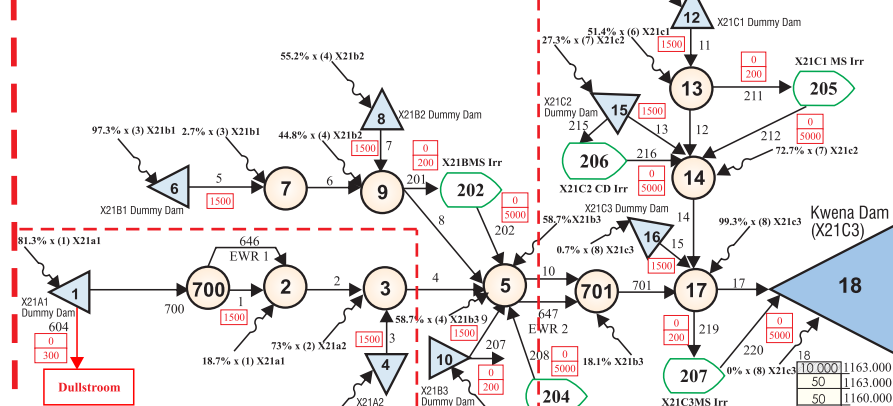 12
X21C1 Dummy Dam
51.4% x (6) X21c1
27.3% x (7) X21c2
1500
11
55.2% x (4) X21b2
0
200
X21C1 MS Irr
13
205
211
X21C2
Dummy Dam
15
1500
8
X21B2 Dummy Dam
97.3% x (3) X21b1
2.7% x (3) X21b1
44.8% x (4) X21b2
1500
7
0
200
X21BMS Irr
215
13
12
212
0
5000
206
216
72.7% x (7) X21c2
X21C2 CD Irr
0
5000
14
6
5
1500
7
6
9
201
202
X21B1 Dummy Dam
0
5000
202
8
58.7%X21b3
X21C3 Dummy Dam
14
99.3% x (8) X21c3
Kwena Dam
(X21C3)
16
15
0.7% x (8) X21c3
1500
81.3% x (1) X21a1
646
EWR 1
1
X21A1
Dummy Dam
700
700
1
1500
2
2
3
4
5
10
701
701
17
17
18
604
0
300
18.7% x (1) X21a1
73% x (2) X21a2
1500
3
58.7% x (4) X21b3
9
1500
647
EWR 2
0
200
219
0
5000
220
Dullstroom
4
X21A2
10
207
X21B3
Dummy Dam
0
200
208
0
5000
204
18.1% X21b3
207
X21C3MS Irr
0% x (8) X21c3
18
10 000
1163.000
50
1163.000
50
1160.000